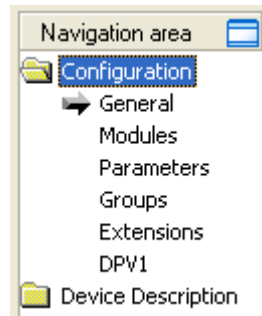 Navigation area
Configuration
General
Modules
Parameters
Groups
Extensions
DPV1
Device Description